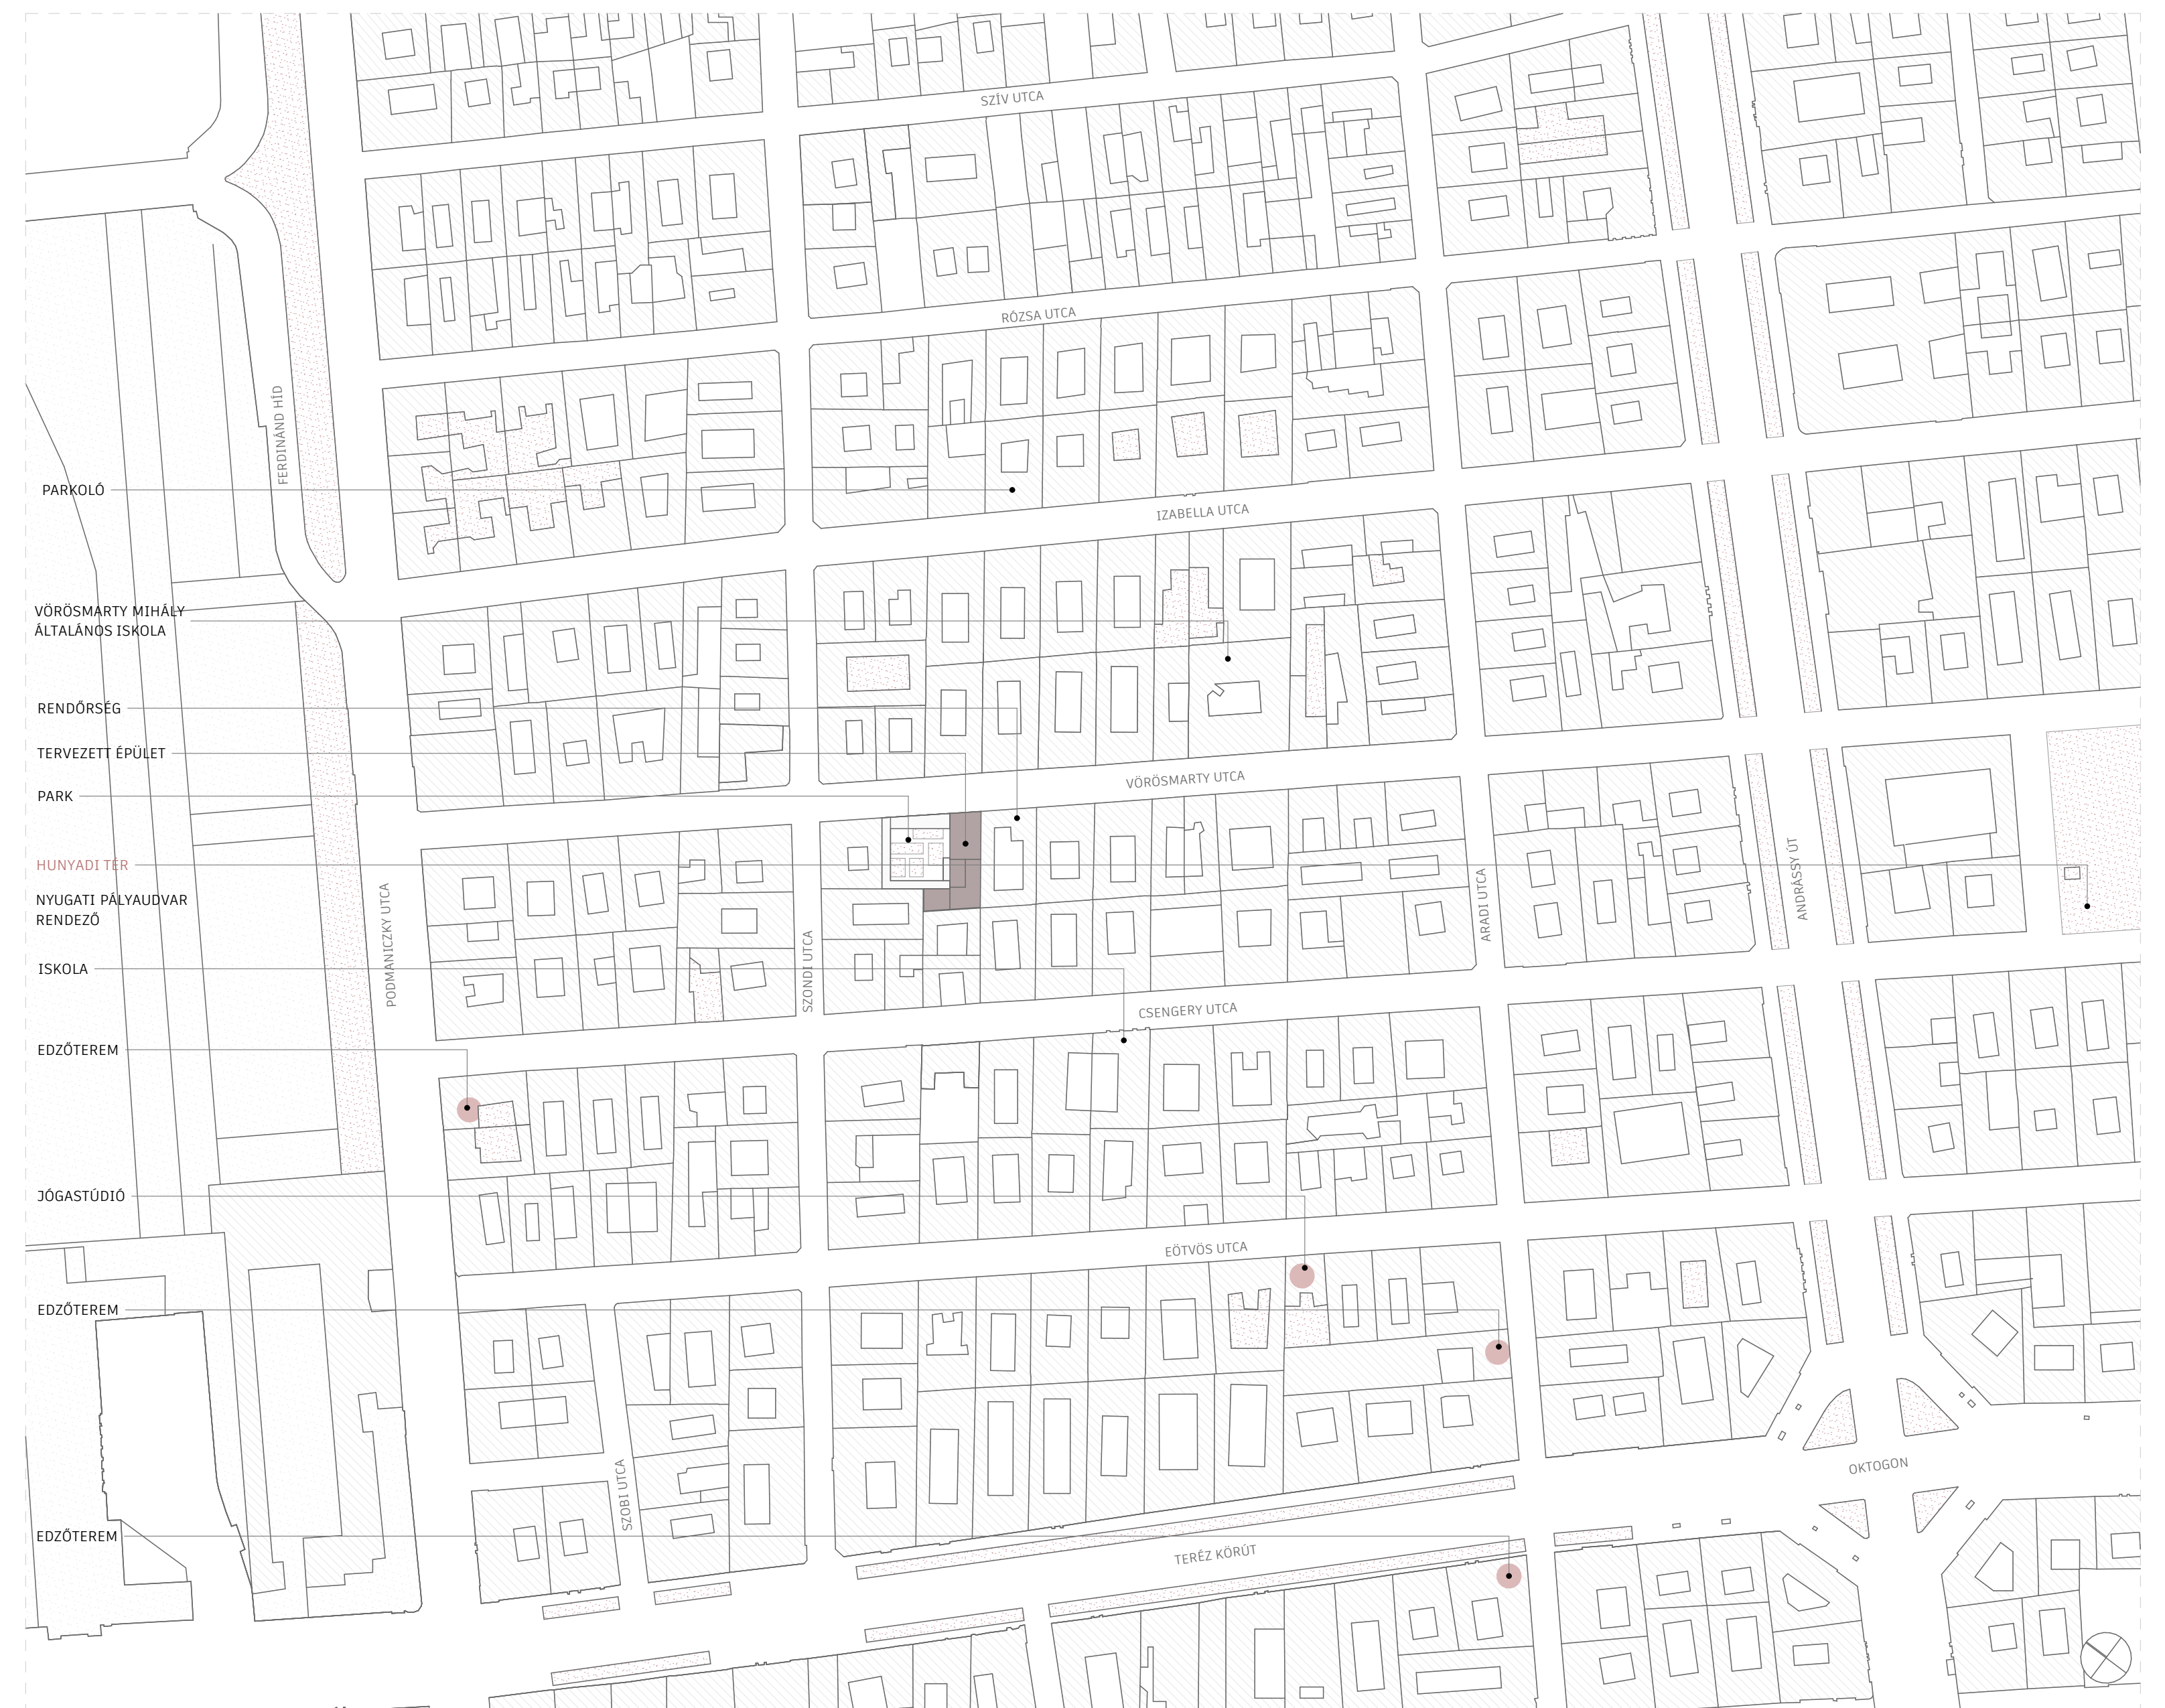 SZÍV UTCA
RÓZSA UTCA
FERDINÁND HÍD
PARKOLÓ
IZABELLA UTCA
VÖRÖSMARTY MIHÁLY
ÁLTALÁNOS ISKOLA
RENDŐRSÉG
TERVEZETT ÉPÜLET
VÖRÖSMARTY UTCA
PARK
HUNYADI TÉR
ANDRÁSSY ÚT
NYUGATI PÁLYAUDVAR
RENDEZŐ
PODMANICZKY UTCA
ARADI UTCA
SZONDI UTCA
ISKOLA
CSENGERY UTCA
EDZŐTEREM
JÓGASTÚDIÓ
EÖTVÖS UTCA
EDZŐTEREM
OKTOGON
SZOBI UTCA
EDZŐTEREM
TERÉZ KÖRÚT